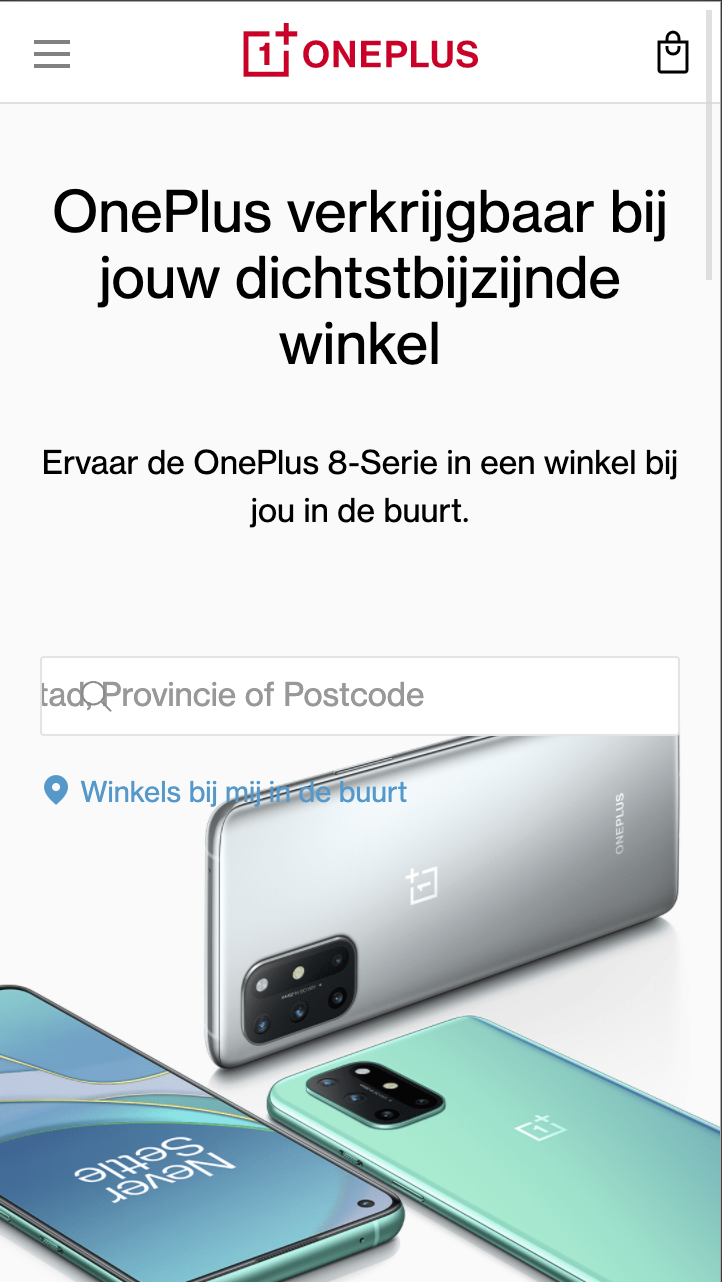 ONEPLUS
OnePlus verkrijgbaar bij
jouw dichtstbijzijnde
winkel
Ervaar de OnePlus 8-Serie in een winkel bij
jou in de buurt.
tad, Provincie of Postcode
Winkels bij mij in de buurt
ONEPLUS
Never
Settle